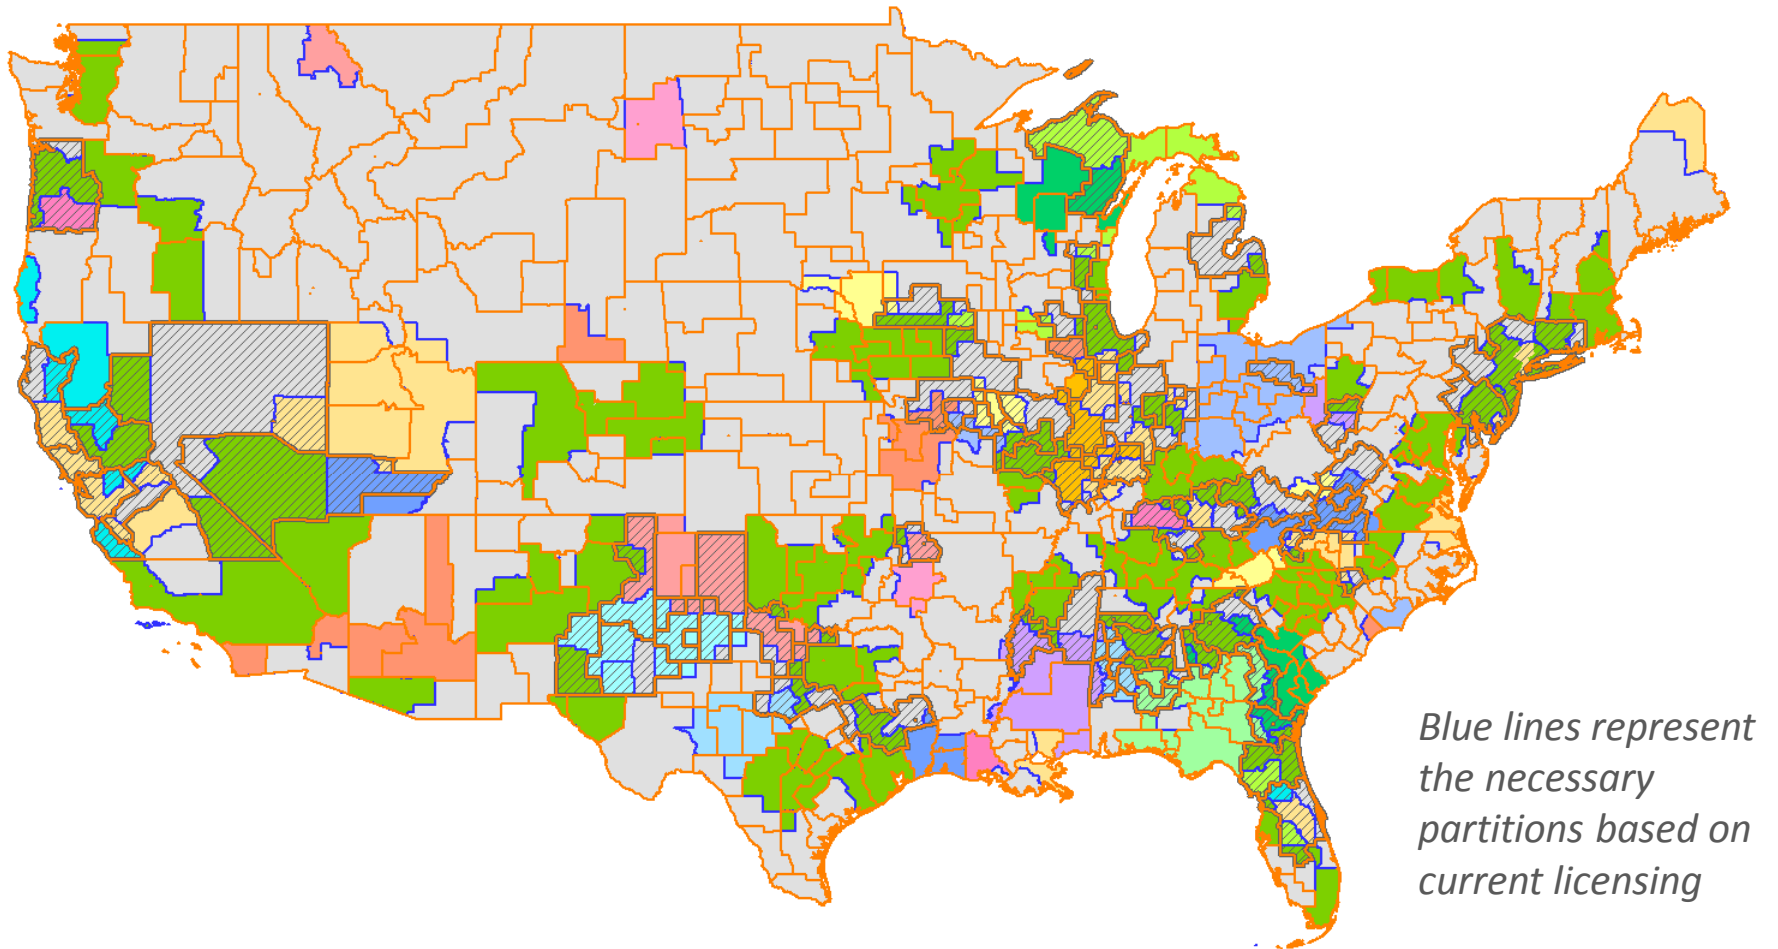 Blue lines represent
the necessary
partitions based on
current licensing